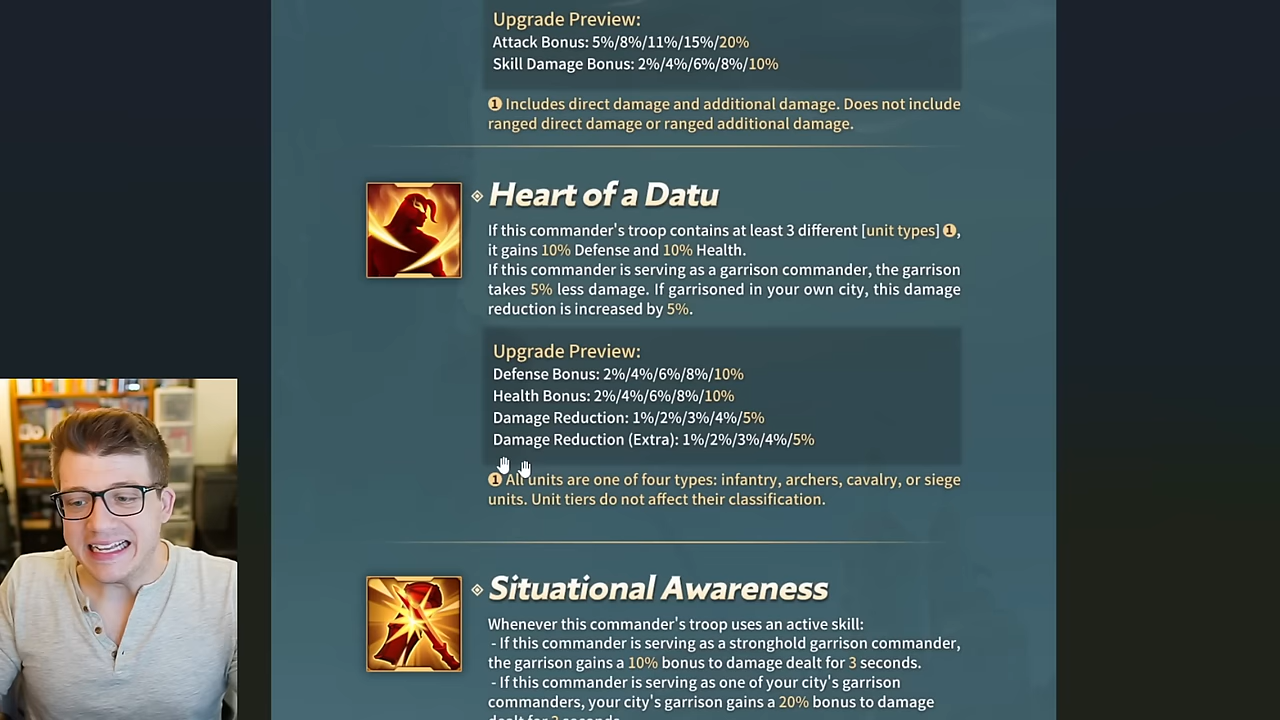 Upgrade Preview:
Attack Bonus: 5%/8%/11%/15%/20%
Skill Damage Bonus: 2%/4%/6%/8%/10%
❶ Includes direct damage and additional damage. Does not include
ranged direct damage or ranged additional damage.
Heart of a Datu
If this commander's troop contains at least 3 different [unit types] ❶,
it gains 10% Defense and 10% Health.
If this commander is serving as a garrison commander, the garrison
takes 5% less damage. If garrisoned in your own city, this damage
reduction is increased by 5%.
Upgrade Preview:
Defense Bonus: 2%/4%/6%/8%/10%
Health Bonus: 2%/4%/6%/8%/10%
Damage Reduction: 1%/2%/3%/4%/5%
Damage Reduction (Extra): 1%/2%/3%/4%/5%
❶ All units are one of four types: infantry, archers, cavalry, or siege
units. Unit tiers do not affect their classification.
Situational Awareness
Whenever this commander's troop uses an active skill:
- If this commander is serving as a stronghold garrison commander,
the garrison gains a 10% bonus to damage dealt for 3 seconds.
- If this commander is serving as one of your city's garrison
commanders, your city's garrison gains a 20% bonus to damage
dealt for 3 seconds.